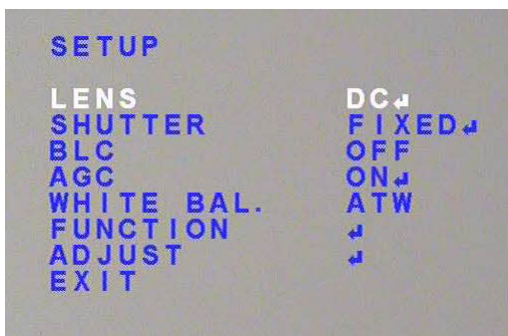 SETUP
LENS DC↲
SHUTTER FIXED↲
BLC OFF
AGC ON↲
WHITE BAL. ATW
FUNCTION ↲
ADJUST ↲
EXIT